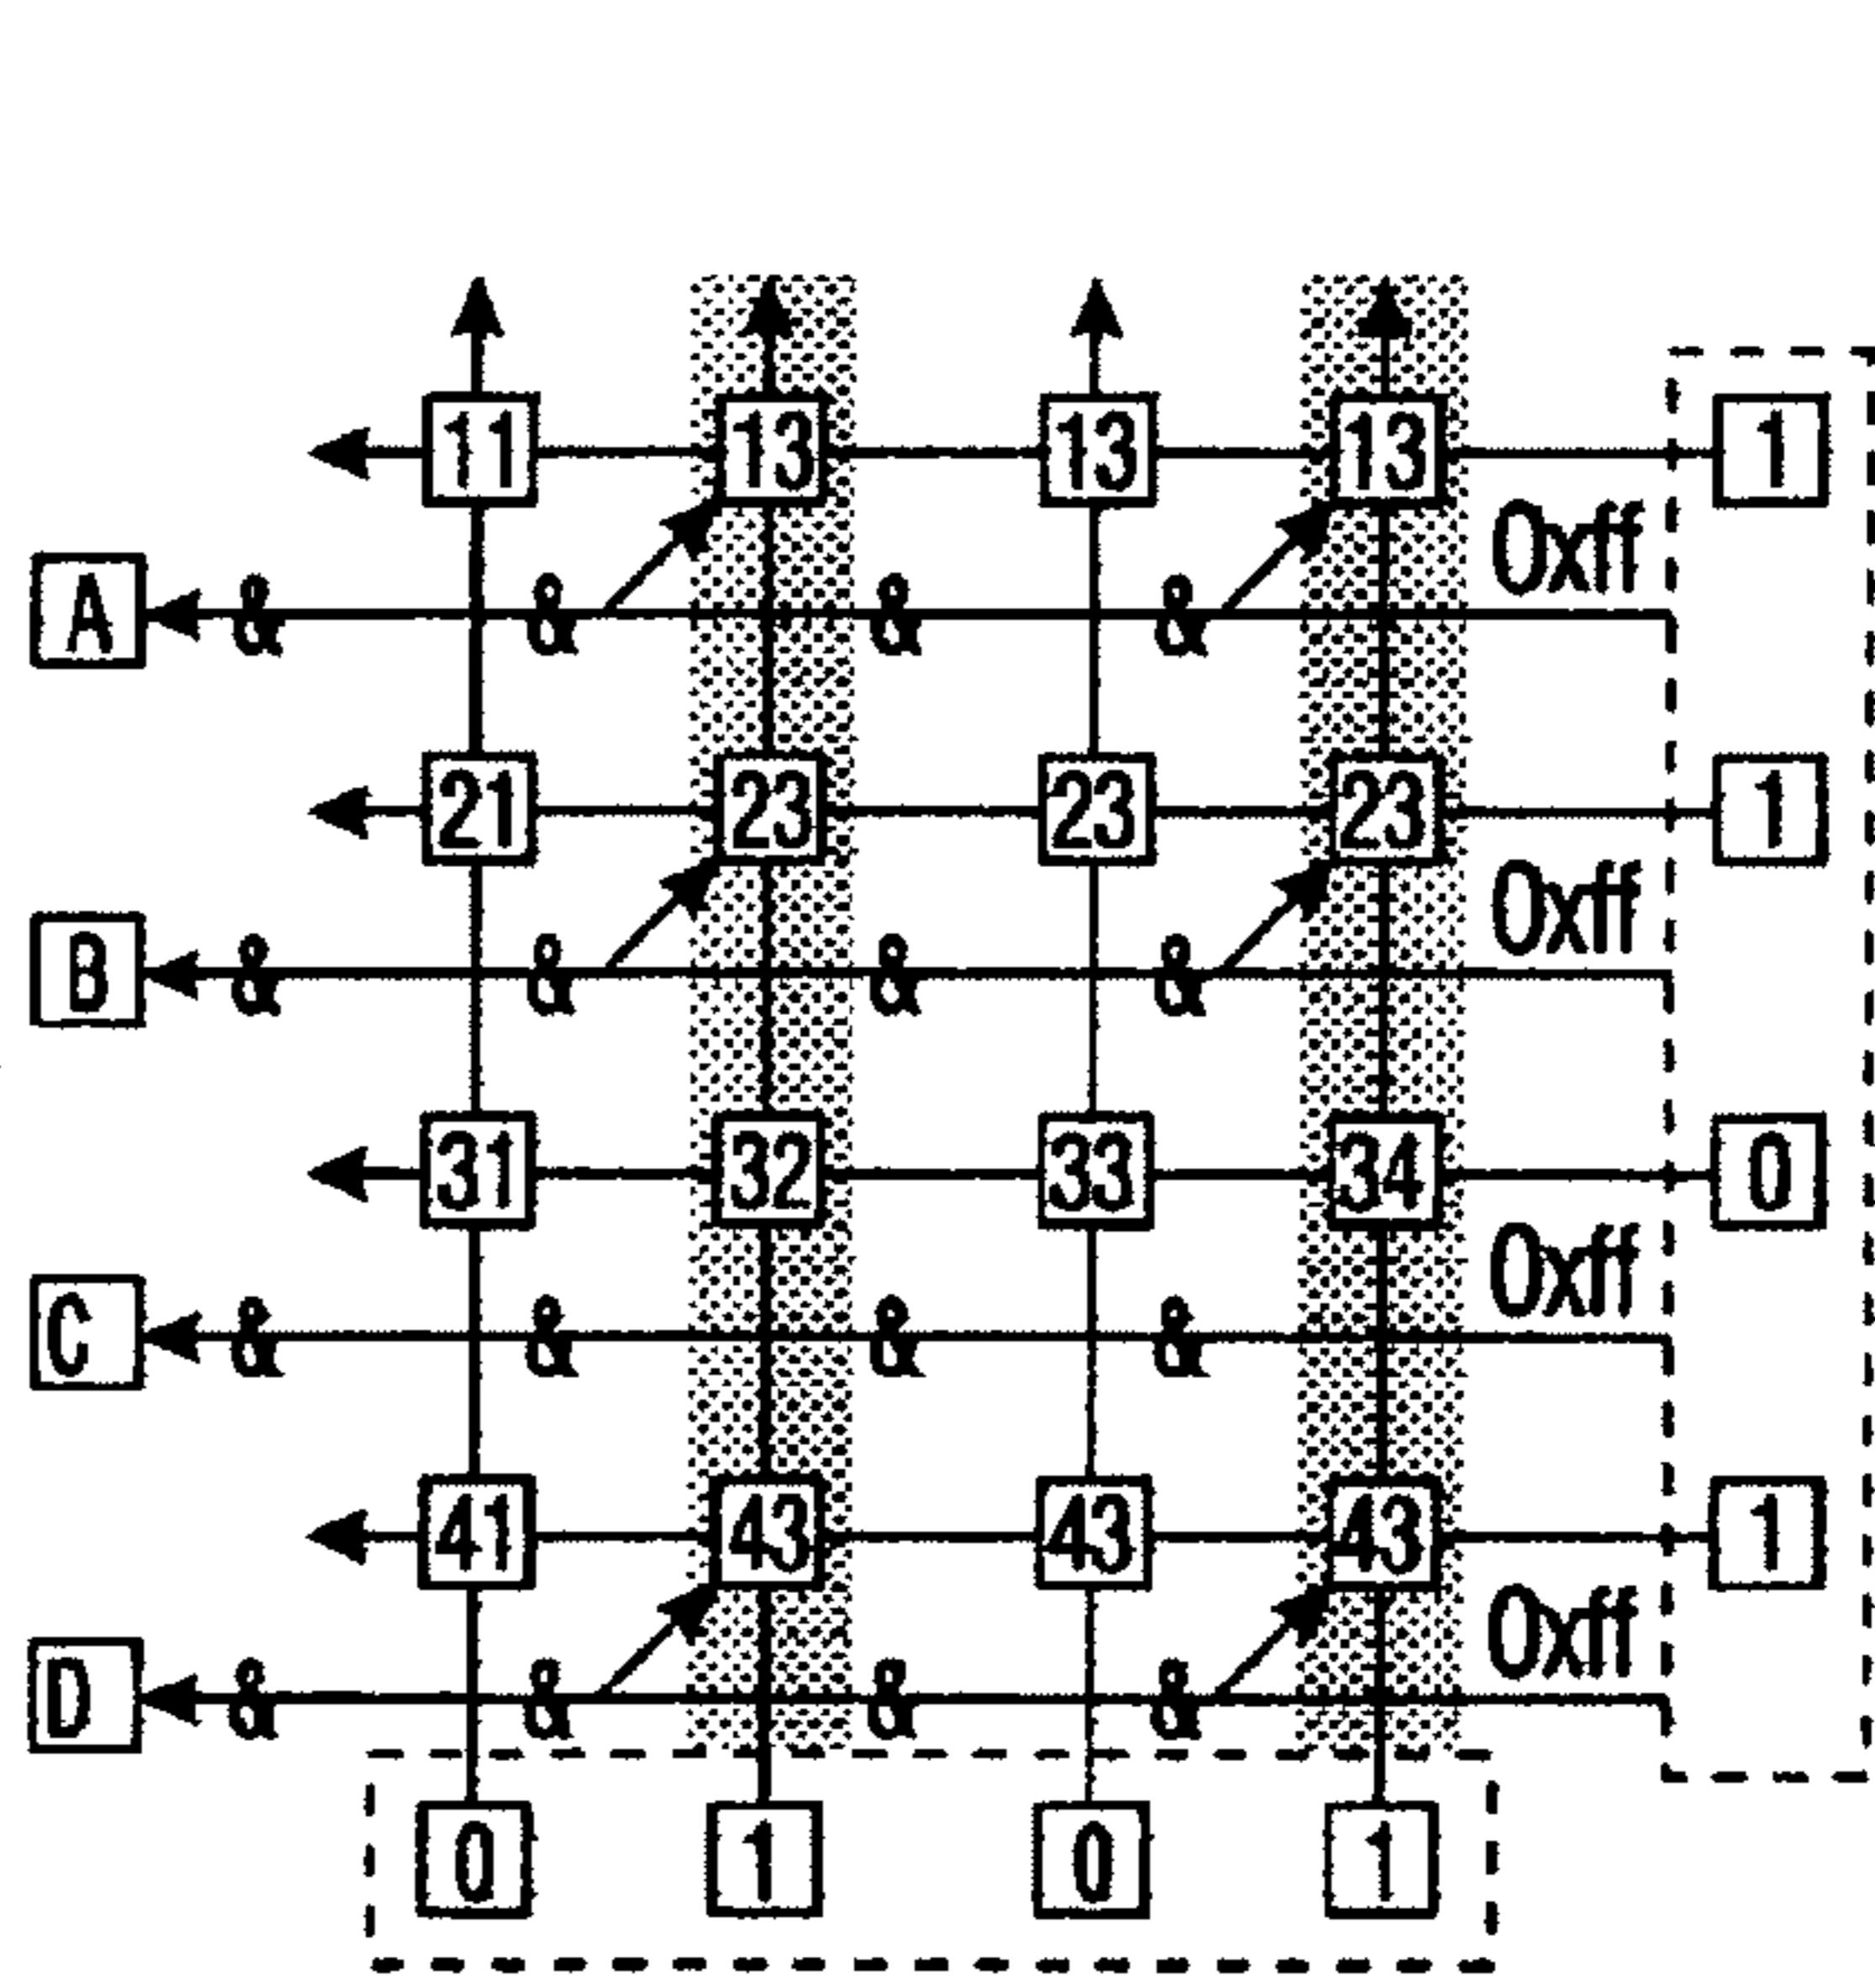 11 13 13 13 1
0xff
A & & & &
21 23 23 23 1
0xff
B & & & &
31 32 33 34 0
0xff
C & & & &
41 43 43 43 1
0xff
D & & & &
0 1 0 1